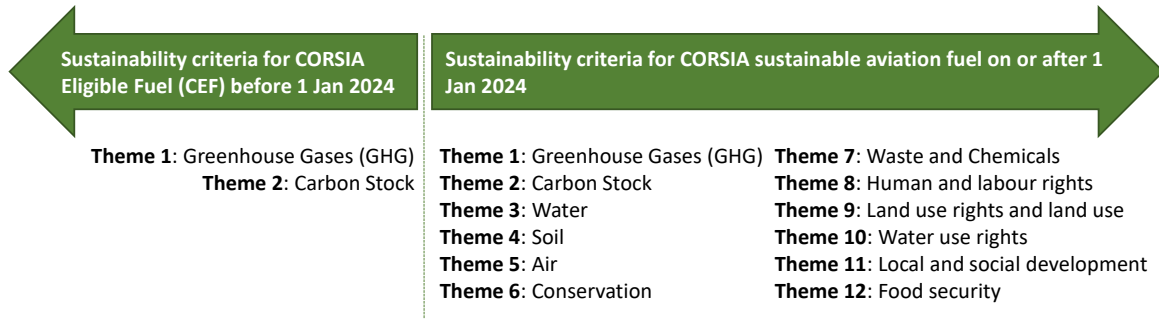 Sustainability criteria for CORSIA
Eligible Fuel (CEF) before 1 Jan 2024
Sustainability criteria for CORSIA sustainable aviation fuel on or after 1
Jan 2024
Theme 1: Greenhouse Gases (GHG)
Theme 2: Carbon Stock
Theme 1: Greenhouse Gases (GHG)
Theme 2: Carbon Stock
Theme 3: Water
Theme 4: Soil
Theme 5: Air
Theme 6: Conservation
Theme 7: Waste and Chemicals
Theme 8: Human and labour rights
Theme 9: Land use rights and land use
Theme 10: Water use rights
Theme 11: Local and social development
Theme 12: Food security